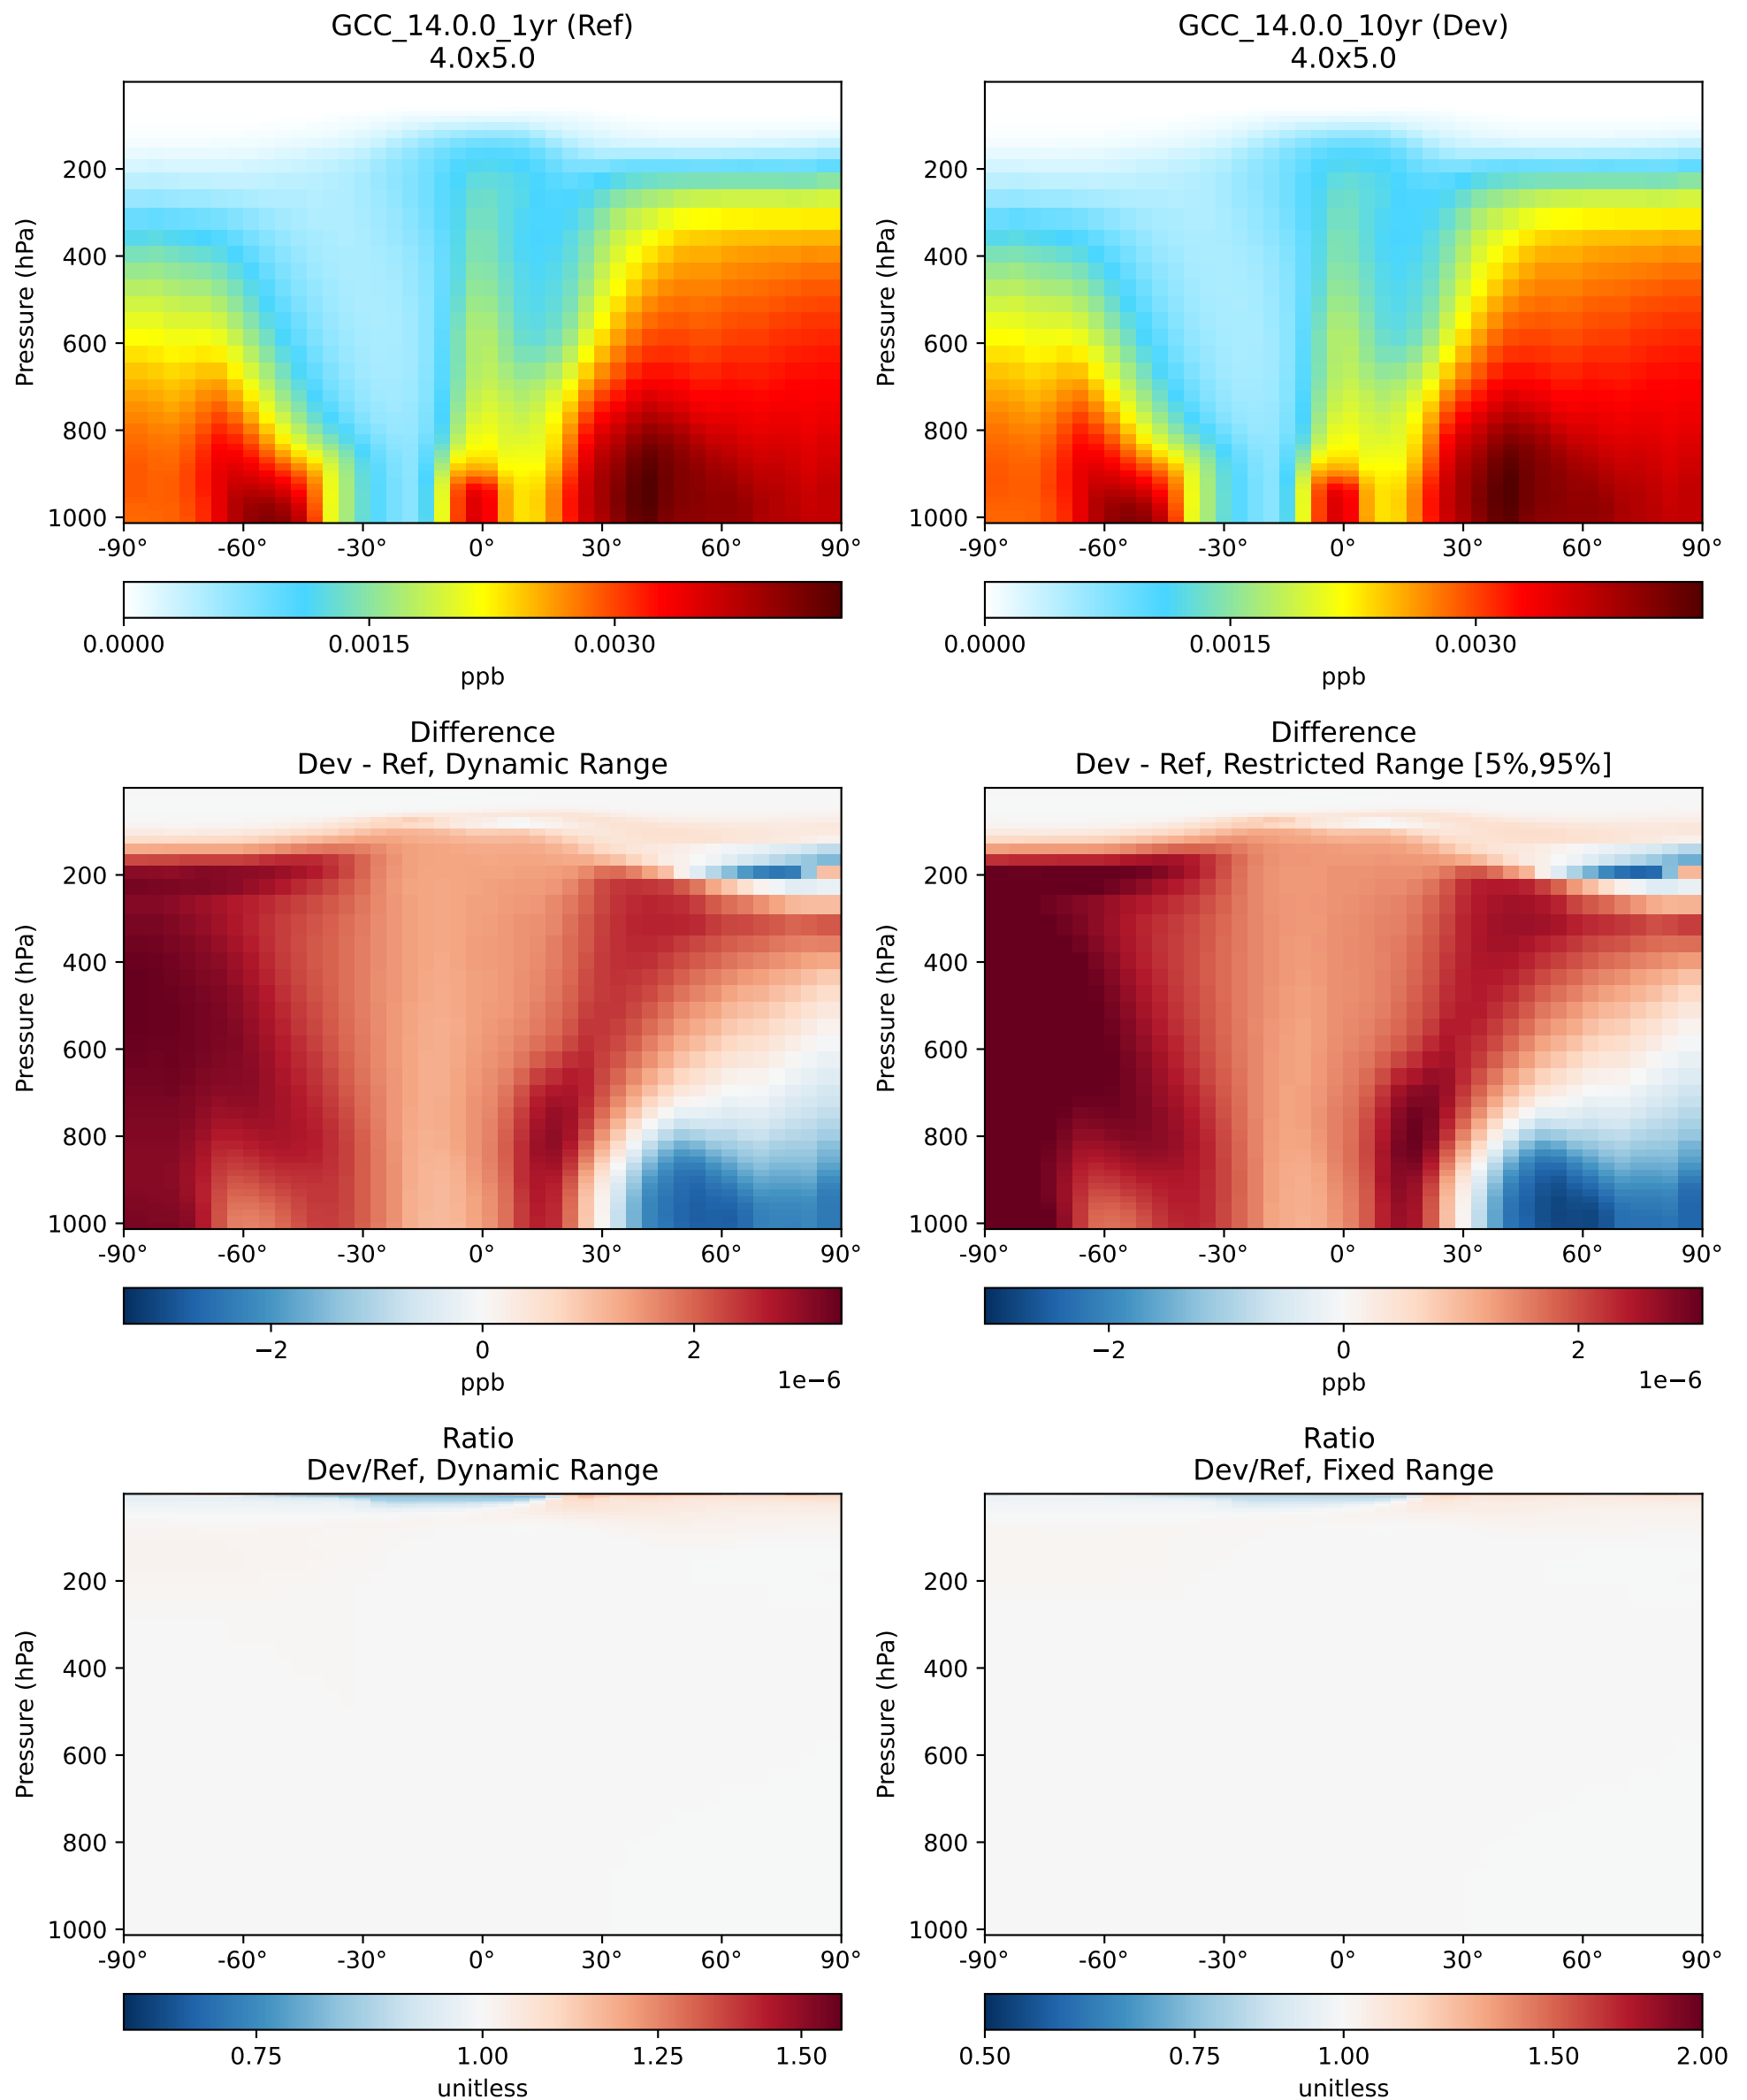 GCC_14.0.0_1yr (Ref)
4.0x5.0
GCC_14.0.0_10yr (Dev)
4.0x5.0
Pressure (hPa)
200
400
600
800
1000
-90° -60° -30° 0° 30° 60° 90°
0.0000 0.0015 0.0030
ppb
Pressure (hPa)
200
400
600
800
1000
-90° -60° -30° 0° 30° 60° 90°
0.0000 0.0015 0.0030
ppb
Difference
Dev - Ref, Dynamic Range
Pressure (hPa)
200
400
600
800
1000
-90° -60° -30° 0° 30° 60° 90°
−2 0 2
ppb 1e−6
Difference
Dev - Ref, Restricted Range [5%,95%]
Pressure (hPa)
200
400
600
800
1000
-90° -60° -30° 0° 30° 60° 90°
−2 0 2
ppb 1e−6
Ratio
Dev/Ref, Dynamic Range
Pressure (hPa)
200
400
600
800
1000
-90° -60° -30° 0° 30° 60° 90°
0.75 1.00 1.25 1.50
unitless
Ratio
Dev/Ref, Fixed Range
Pressure (hPa)
200
400
600
800
1000
-90° -60° -30° 0° 30° 60° 90°
0.50 0.75 1.00 1.50 2.00
unitless